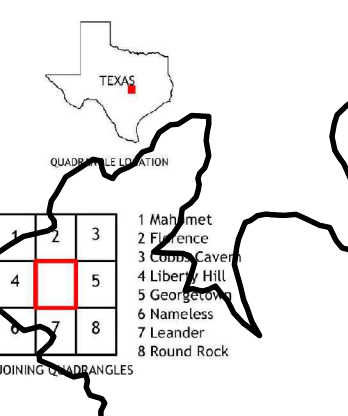 TEXAS
QUADRANGLE LOCATION
1 2 3
4 5
6 7 8
1 Mahomet
2 Florence
3 Cobbs Cavern
4 Liberty Hill
5 Georgetown
6 Nameless
7 Leander
8 Round Rock
JOINING QUADRANGLES